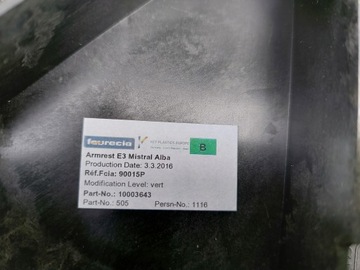 faurecia
B
Armrest E3 Mistral Alba
Production Date: 3.3.2016
Réf.Fcia: 90015P
Modification Level: vert
Part-No.: 10003643
Part-No.: 505 Persn-No.: 1116